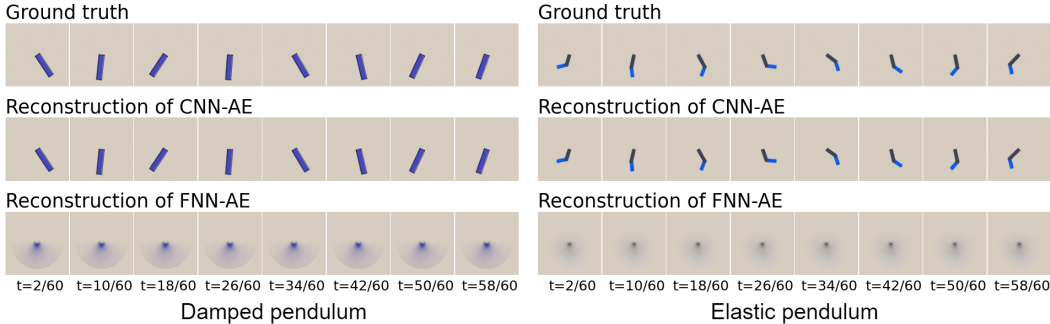 Ground truth
Reconstruction of CNN-AE
Reconstruction of FNN-AE
t=2/60 t=10/60 t=18/60 t=26/60 t=34/60 t=42/60 t=50/60 t=58/60
Damped pendulum
Ground truth
Reconstruction of CNN-AE
Reconstruction of FNN-AE
t=2/60 t=10/60 t=18/60 t=26/60 t=34/60 t=42/60 t=50/60 t=58/60
Elastic pendulum